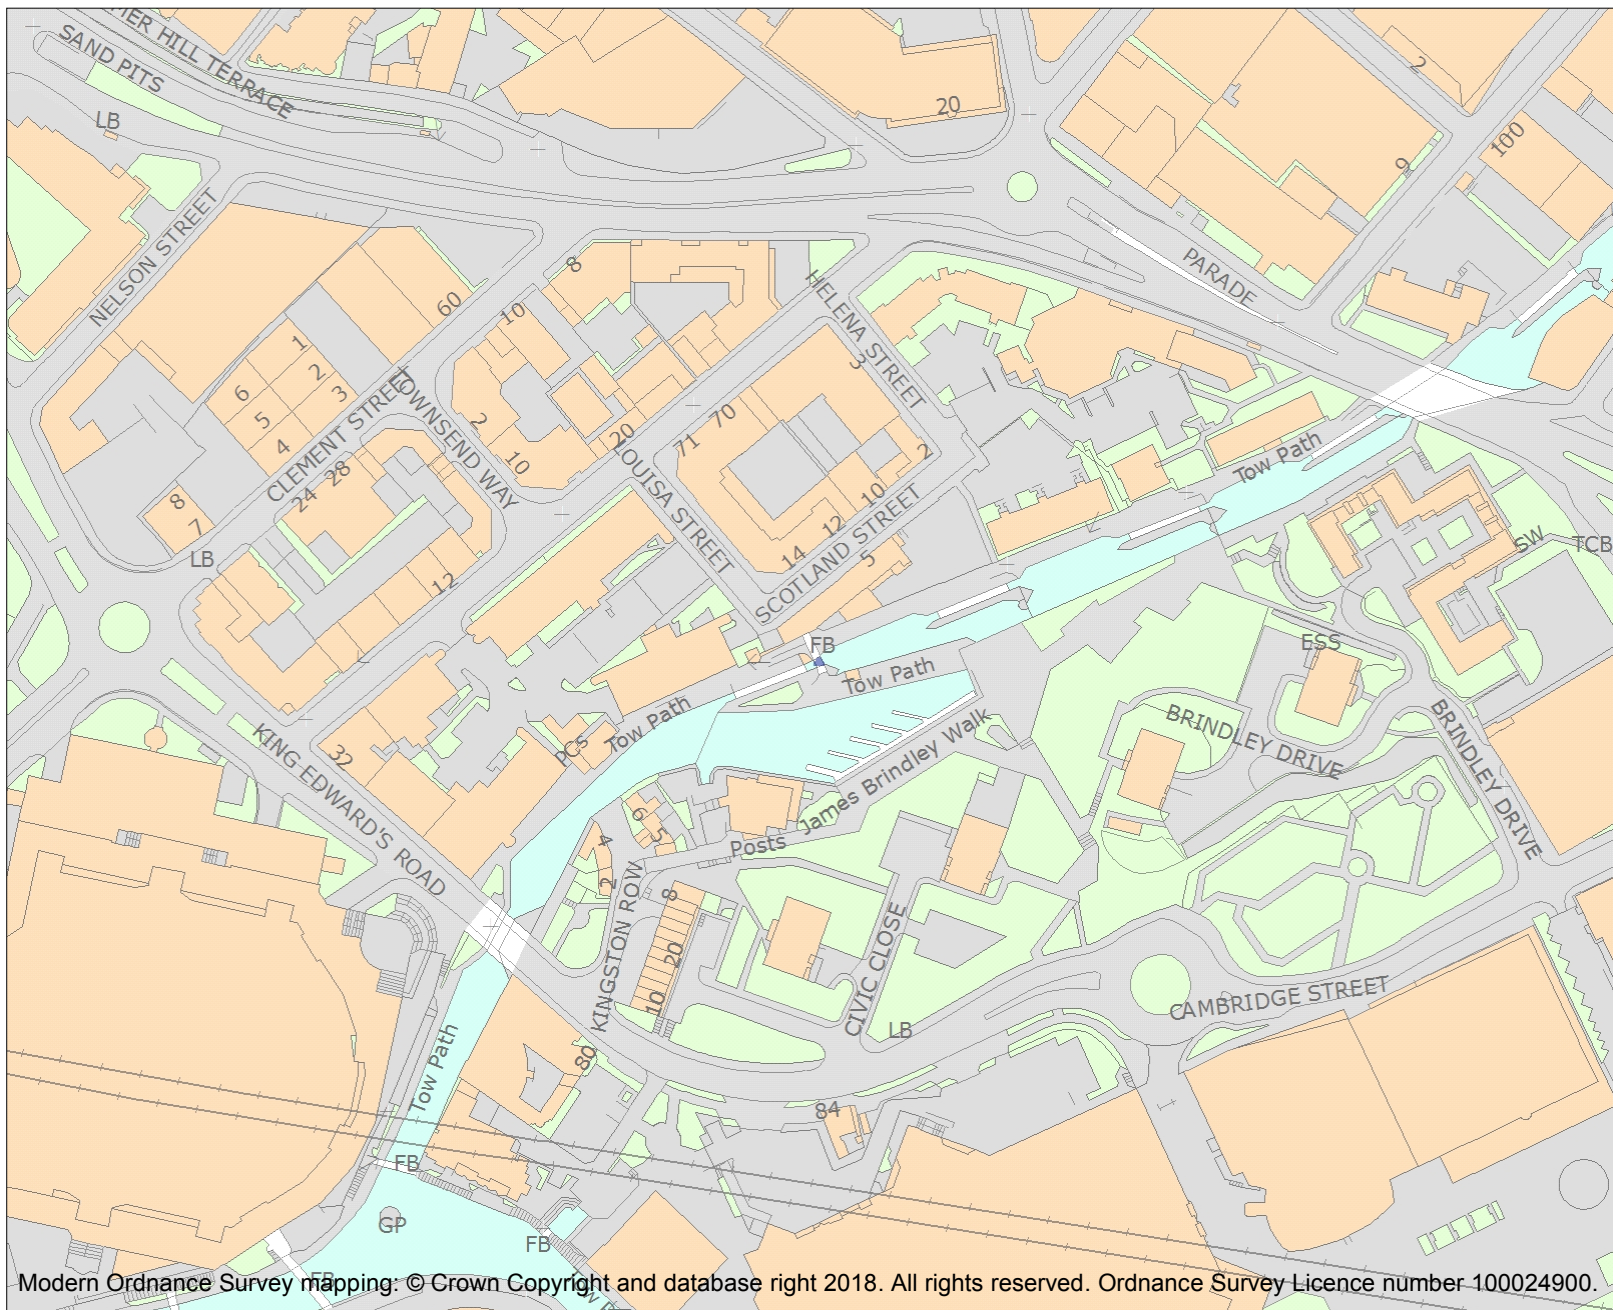 MER HILL TERRACE
SAND PITS
LB
20
2
100
9
NELSON STREET
PARADE
8
60
10
HELENA STREET
1
2
3
6
5
4
3
CLEMENT STREET
TOWNSEND WAY
2
10
20
71
70
2
10
12
14
LOUISA STREET
SCOTLAND STREET
5
Tow Path
24
28
8
7
LB
12
SW
TCB
ESS
FB
Tow Path
Tow Path
BRINDLEY DRIVE
BRINDLEY DRIVE
PCs
32
KING EDWARD'S ROAD
James Brindley Walk
Posts
6
5
4
2
8
20
10
KINGSTON ROW
CIVIC CLOSE
LB
CAMBRIDGE STREET
80
84
Tow Path
FB
GP
FB
FB
Modern Ordnance Survey mapping: © Crown Copyright and database right 2018. All rights reserved. Ordnance Survey Licence number 100024900.